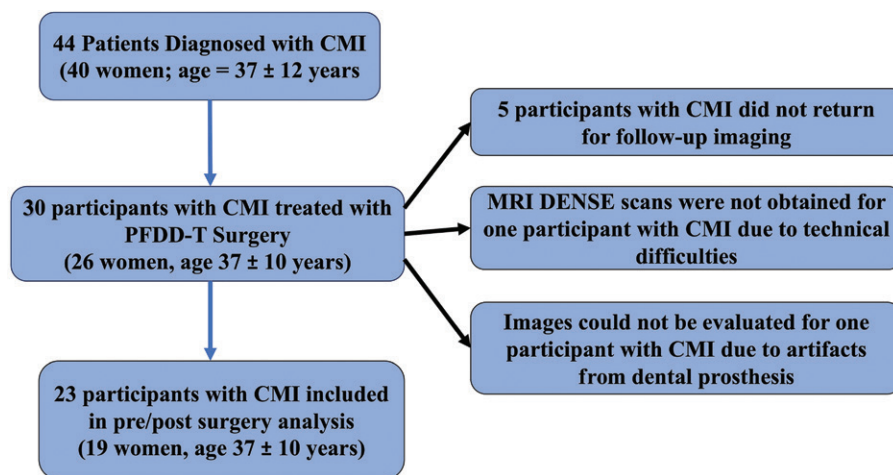 44 Patients Diagnosed with CMI
(40 women; age = 37 ± 12 years
5 participants with CMI did not return
for follow-up imaging
30 participants with CMI treated with
PFDD-T Surgery
(26 women, age 37 ± 10 years)
MRI DENSE scans were not obtained for
one participant with CMI due to technical
difficulties
Images could not be evaluated for one
participant with CMI due to artifacts
from dental prosthesis
23 participants with CMI included
in pre/post surgery analysis
(19 women, age 37 ± 10 years)